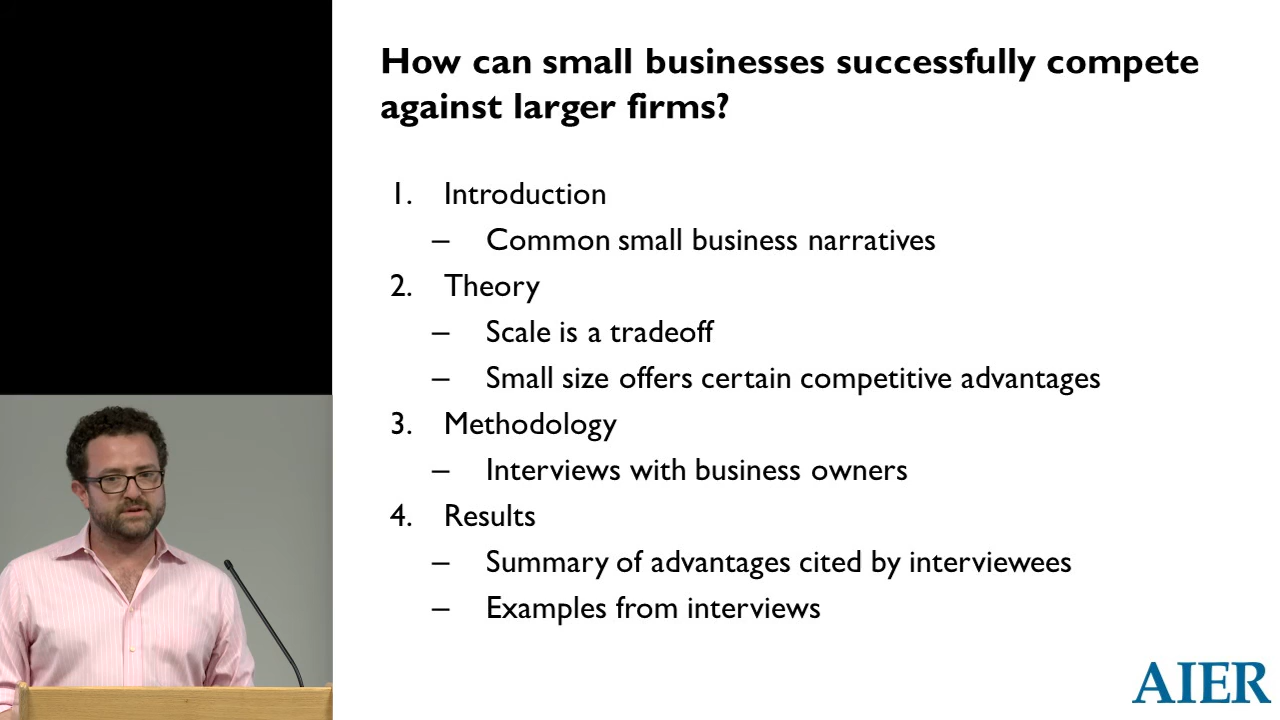 How can small businesses successfully compete
against larger firms?
1. Introduction
– Common small business narratives
2. Theory
– Scale is a tradeoff
– Small size offers certain competitive advantages
3. Methodology
– Interviews with business owners
4. Results
– Summary of advantages cited by interviewees
– Examples from interviews
AIER